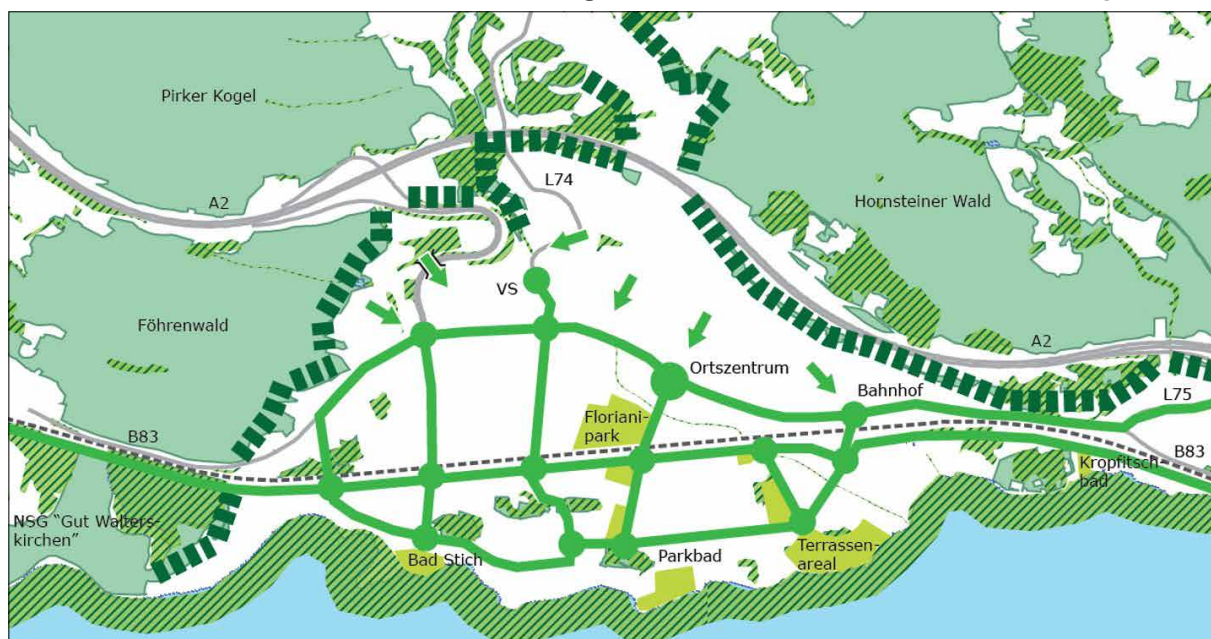 Pirker Kogel
A2
L74
Hornsteiner Wald
VS
Föhrenwald
A2
Ortszentrum
Bahnhof
L75
Floriani-
park
B83
B83
Kropfitsch
bad
NSG "Gut Walters-
kirchen"
Bad Stich
Parkbad
Terrassen-
areal